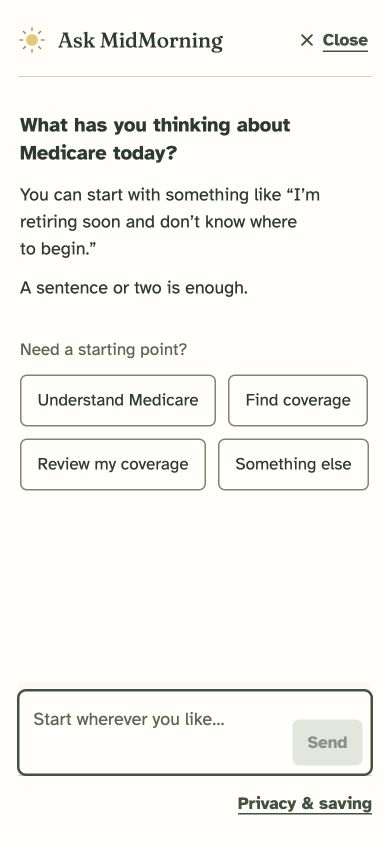 Ask MidMorning
× Close
What has you thinking about
Medicare today?
You can start with something like “I’m
retiring soon and don’t know where
to begin.”
A sentence or two is enough.
Need a starting point?
Understand Medicare
Find coverage
Review my coverage
Something else
Start wherever you like...
Send
Privacy & saving